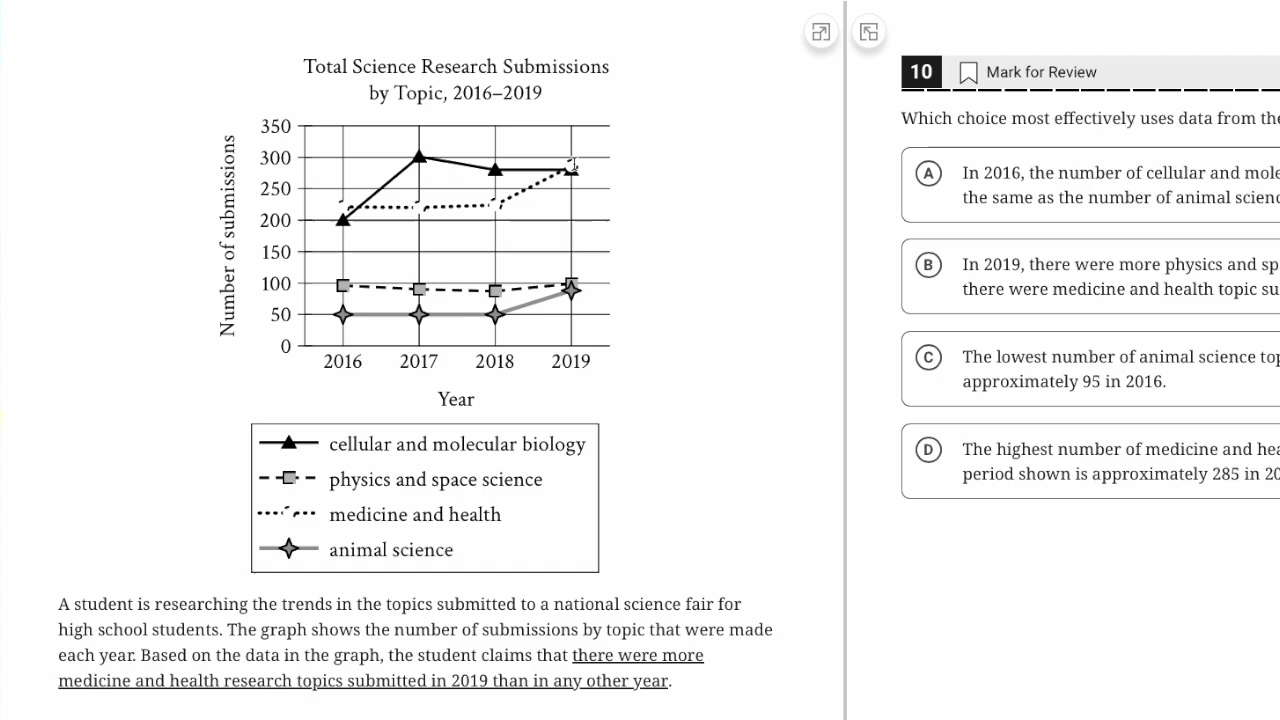 Total Science Research Submissions
by Topic, 2016–2019
Number of submissions
350
300
250
200
150
100
50
0
2016 2017 2018 2019
Year
cellular and molecular biology
physics and space science
medicine and health
animal science
A student is researching the trends in the topics submitted to a national science fair for
high school students. The graph shows the number of submissions by topic that were made
each year. Based on the data in the graph, the student claims that there were more
medicine and health research topics submitted in 2019 than in any other year.
10 Mark for Review
Which choice most effectively uses data from the
A In 2016, the number of cellular and mole
the same as the number of animal scienc
B In 2019, there were more physics and sp
there were medicine and health topic su
C The lowest number of animal science top
approximately 95 in 2016.
D The highest number of medicine and hea
period shown is approximately 285 in 20